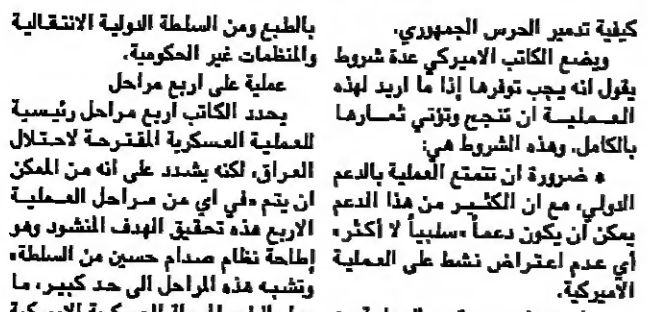 كيفية تدمير الحرس الجمهوري.
ويضع الكاتب الاميركي عدة شروط
يقول انه يجب توفرها إذا ما اريد لهذه
العملية ان تنجح وتؤتي ثمارها
بالكامل. وهذه الشروط هي:
* ضرورة ان تتمتع العملية بالدعم
الدولي، مع ان الكثير من هذا الدعم
يمكن أن يكون دعماً «سلبياً لا أكثر»
أي عدم اعتراض نشط على العملية
الأميركية.
بالطبع ومن السلطة الدولية الانتقالية
والمنظمات غير الحكومية.
عملية على اربع مراحل
يحدد الكاتب اربع مراحل رئيسية
للعملية العسكرية المقترحة لاحتلال
العراق، لكنه يشدد على انه من الممكن
ان يتم «في اي من مراحل العملية
الاربع هذه تحقيق الهدف المنشود وهو
إطاحة نظام صدام حسين من السلطة»
وتشبه هذه المراحل الى حد كبير، ما